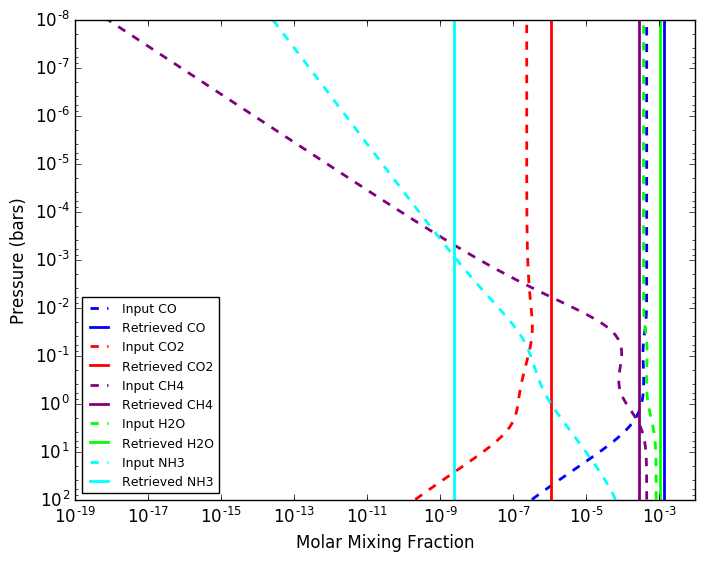 10^-8
10^-7
10^-6
10^-5
10^-4
10^-3
10^-2
10^-1
10^0
10^1
10^2
Pressure (bars)
Input CO
Retrieved CO
Input CO2
Retrieved CO2
Input CH4
Retrieved CH4
Input H2O
Retrieved H2O
Input NH3
Retrieved NH3
10^-19 10^-17 10^-15 10^-13 10^-11 10^-9 10^-7 10^-5 10^-3
Molar Mixing Fraction